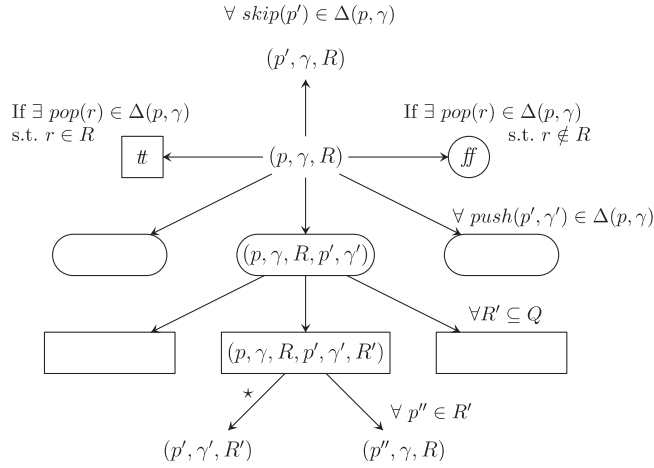 ∀ skip(p′) ∈ Δ(p, γ)
(p′, γ, R)
If ∃ pop(r) ∈ Δ(p, γ)
s.t. r ∈ R
If ∃ pop(r) ∈ Δ(p, γ)
s.t. r ∉ R
tt
(p, γ, R)
ff
∀ push(p′, γ′) ∈ Δ(p, γ)
(p, γ, R, p′, γ′)
∀R′ ⊆ Q
(p, γ, R, p′, γ′, R′)
⋆
∀ p″ ∈ R′
(p′, γ′, R′)
(p″, γ, R)